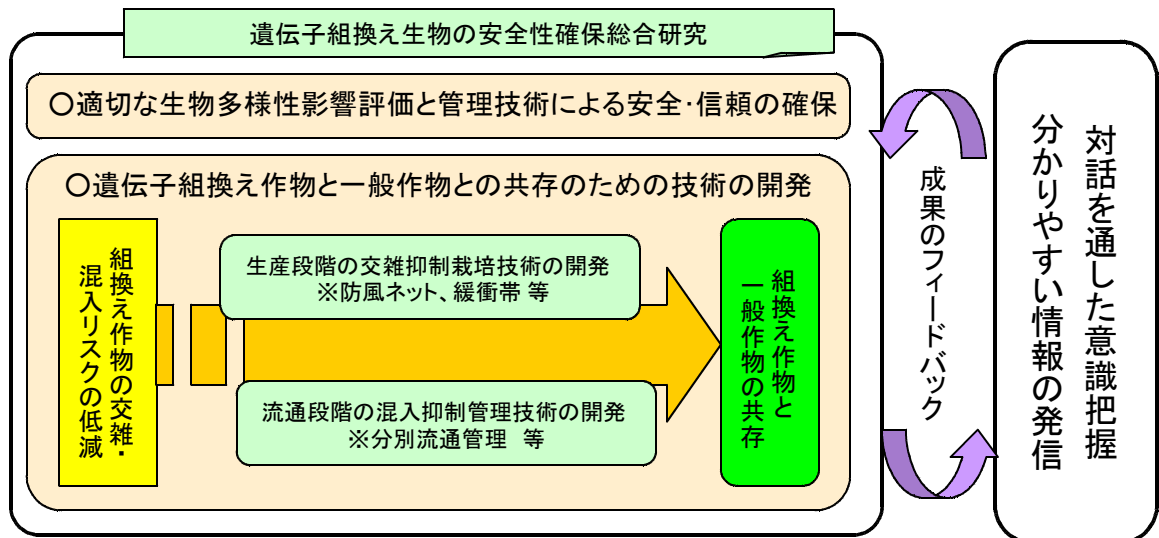 遺伝子組換え生物の安全性確保総合研究
〇適切な生物多様性影響評価と管理技術による安全・信頼の確保
〇遺伝子組換え作物と一般作物との共存のための技術の開発
組換え作物の交雑・
混入リスクの低減
生産段階の交雑抑制栽培技術の開発
※防風ネット、緩衝帯 等
流通段階の混入抑制管理技術の開発
※分別流通管理　等
組換え作物と
一般作物の共存
成果のフィードバック
対話を通した意識把握
分かりやすい情報の発信